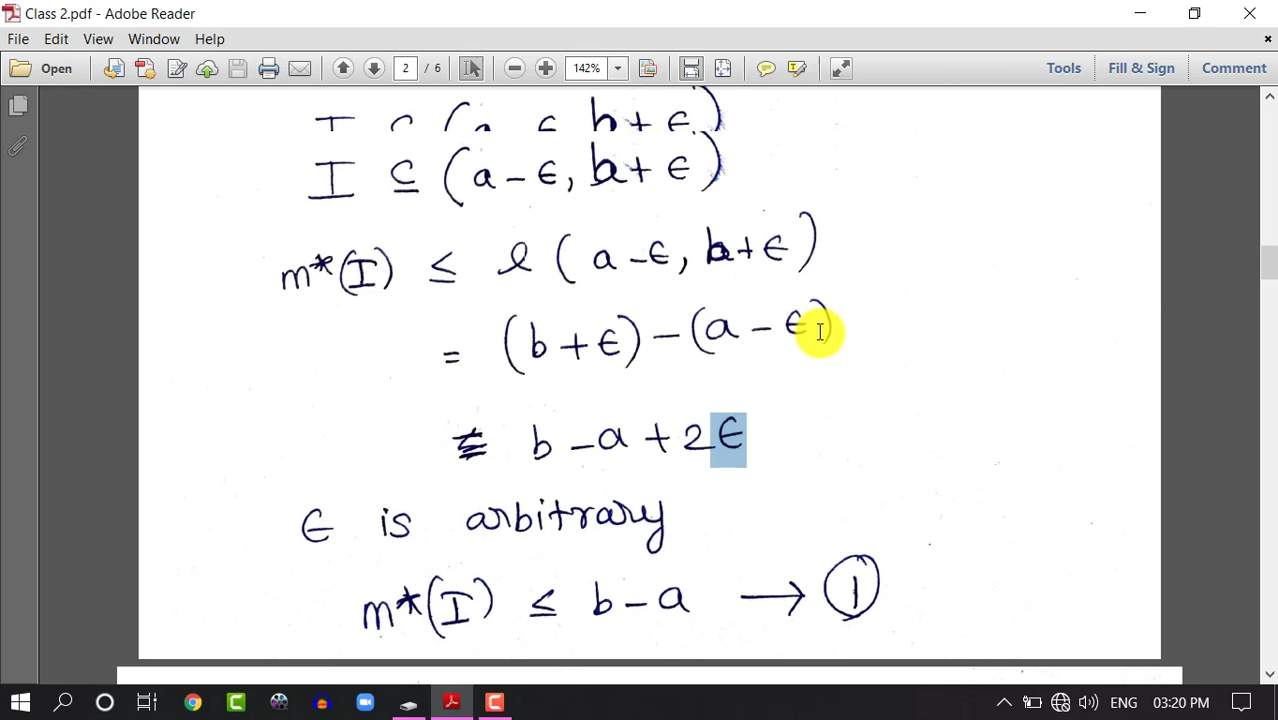 Class 2.pdf - Adobe Reader
File Edit View Window Help
Open 2 / 6 142% Tools Fill & Sign Comment
I ⊆ (a - ϵ, b + ϵ)
m*(I) ≤ l(a - ϵ, b + ϵ)
= (b + ϵ) - (a - ϵ)
= b - a + 2ϵ
ϵ is arbitrary
m*(I) ≤ b - a → ①
ENG 03:20 PM